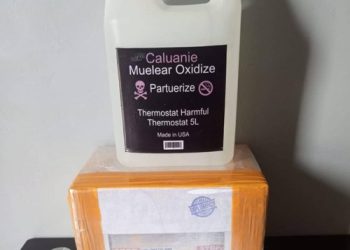 Caluanie
Muelear Oxidize
Partuerize
Thermostat Harmful
Thermostat 5L
Made in USA